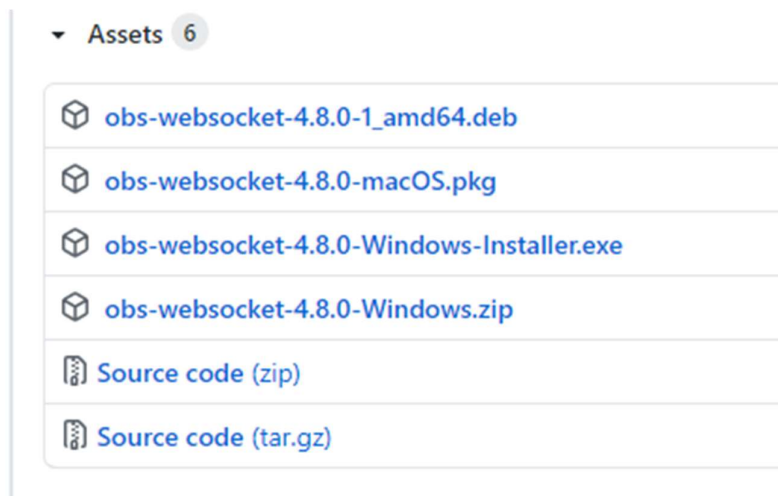 Assets 6
obs-websocket-4.8.0-1_amd64.deb
obs-websocket-4.8.0-macOS.pkg
obs-websocket-4.8.0-Windows-Installer.exe
obs-websocket-4.8.0-Windows.zip
Source code (zip)
Source code (tar.gz)